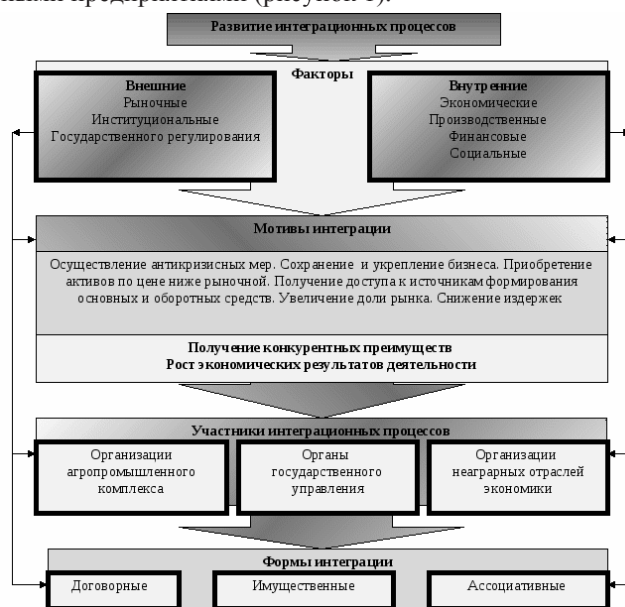 предприятиями (рисунок 1).
Развитие интеграционных процессов
Факторы
Внешние
Рыночные
Институциональные
Государственного регулирования
Внутренние
Экономические
Производственные
Финансовые
Социальные
Мотивы интеграции
Осуществление антикризисных мер. Сохранение и укрепление бизнеса. Приобретение
активов по цене ниже рыночной. Получение доступа к источникам формирования
основных и оборотных средств. Увеличение доли рынка. Снижение издержек
Получение конкурентных преимуществ
Рост экономических результатов деятельности
Участники интеграционных процессов
Организации
агропромышленного
комплекса
Органы
государственного
управления
Организации
неаграрных отраслей
экономики
Формы интеграции
Договорные
Имущественные
Ассоциативные